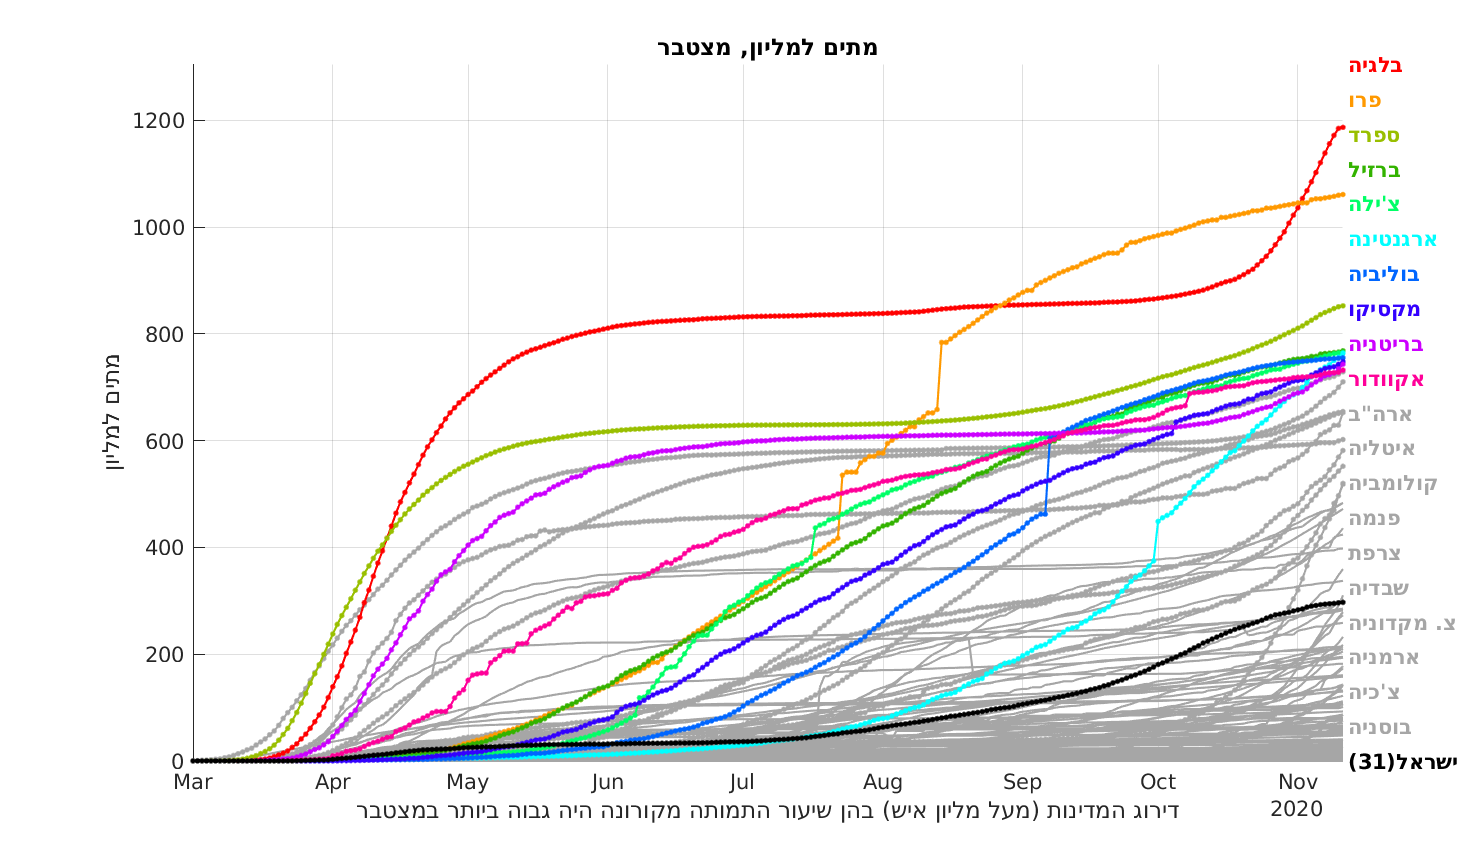 מתים למליון, מצטבר
מתים למליון
1200
1000
800
600
400
200
0
Mar
Apr
May
Jun
Jul
Aug
Sep
Oct
Nov
2020
דירוג המדינות (מעל מליון איש) בהן שיעור התמותה מקורונה היה גבוה ביותר במצטבר
בלגיה
פרו
ספרד
ברזיל
צ'ילה
ארגנטינה
בוליביה
מקסיקו
בריטניה
אקוודור
ארה"ב
איטליה
קולומביה
פנמה
צרפת
שבדיה
צ. מקדוניה
ארמניה
צ'כיה
בוסניה
ישראל(31)